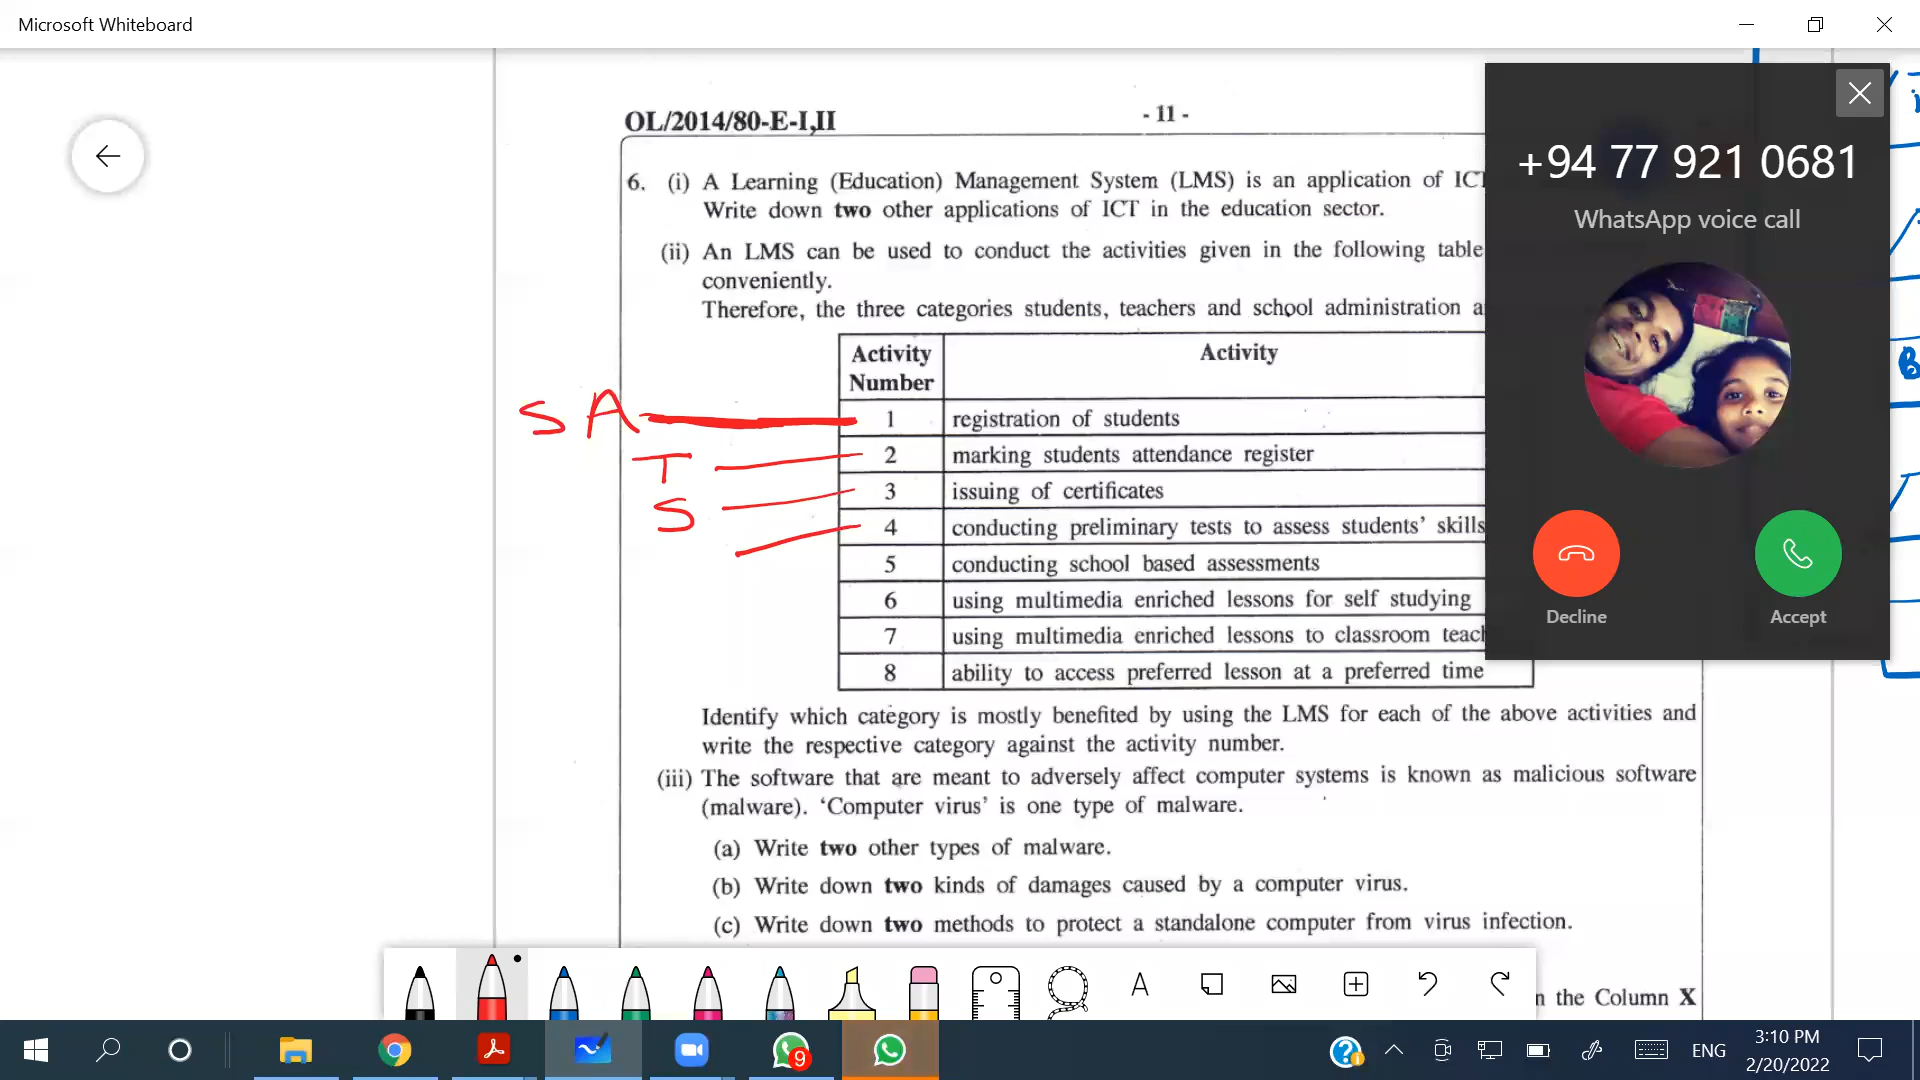 Microsoft Whiteboard
OL/2014/80-E-I,II
- 11 -
6. (i) A Learning (Education) Management System (LMS) is an application of ICT
Write down two other applications of ICT in the education sector.
(ii) An LMS can be used to conduct the activities given in the following table
conveniently.
Therefore, the three categories students, teachers and school administration
Activity Number
Activity
1 registration of students
2 marking students attendance register
3 issuing of certificates
4 conducting preliminary tests to assess students' skills
5 conducting school based assessments
6 using multimedia enriched lessons for self studying
7 using multimedia enriched lessons to classroom teach
8 ability to access preferred lesson at a preferred time
S A
T
S
Identify which category is mostly benefited by using the LMS for each of the above activities and
write the respective category against the activity number.
(iii) The software that are meant to adversely affect computer systems is known as malicious software
(malware). 'Computer virus' is one type of malware.
(a) Write two other types of malware.
(b) Write down two kinds of damages caused by a computer virus.
(c) Write down two methods to protect a standalone computer from virus infection.
n the Column X
+94 77 921 0681
WhatsApp voice call
Decline
Accept
B
A
9
ENG
3:10 PM
2/20/2022